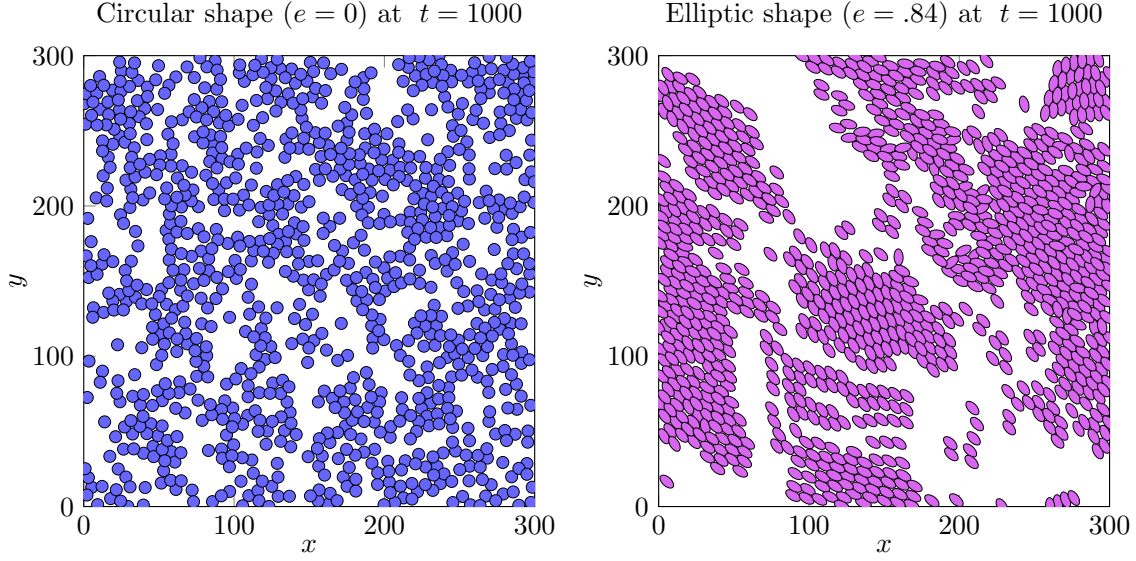 Circular shape (e = 0) at t = 1000
300
200
100
0
y
0 100 200 300
x
Elliptic shape (e = .84) at t = 1000
300
200
100
0
y
0 100 200 300
x